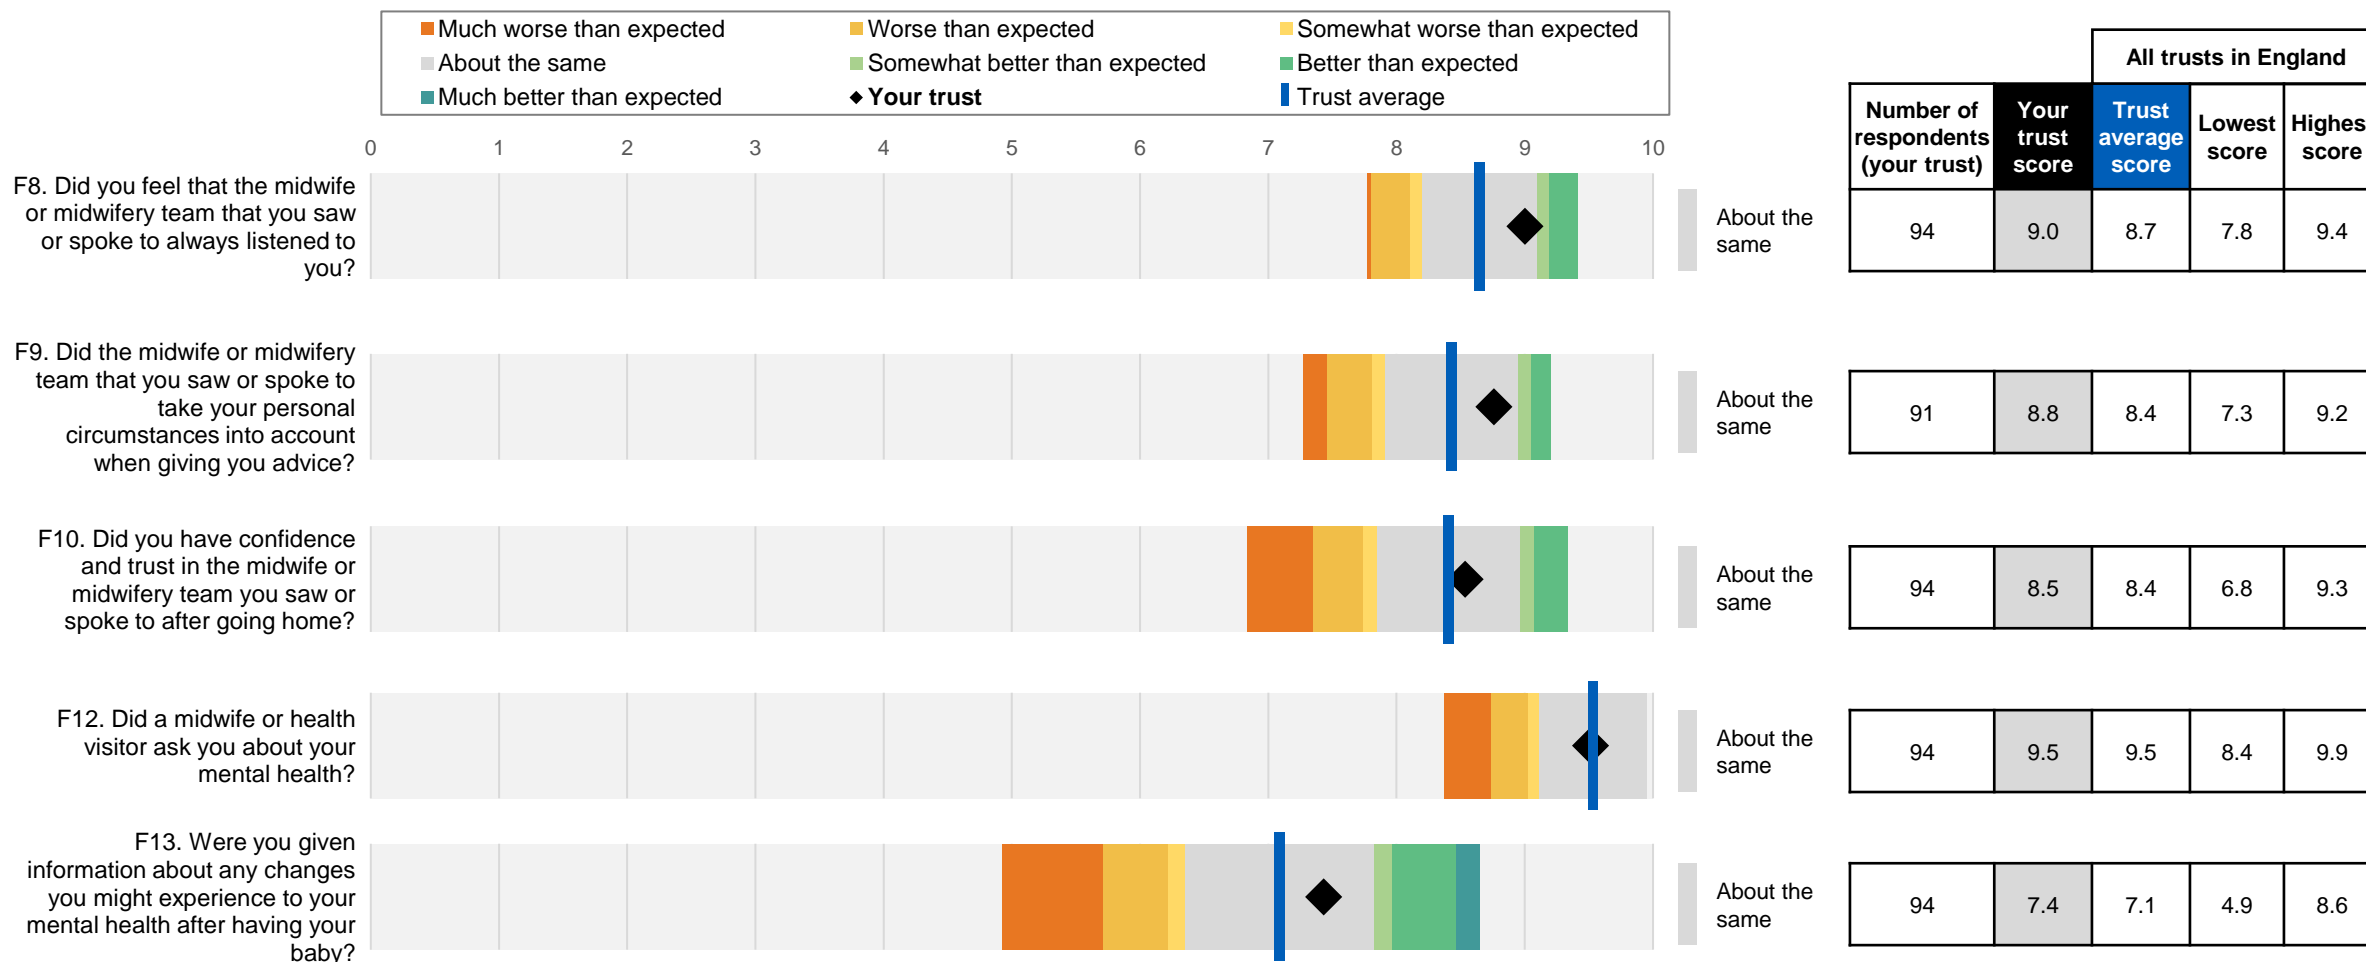 Much worse than expected
Worse than expected
Somewhat worse than expected
About the same
Somewhat better than expected
Better than expected
Much better than expected
Your trust
Trust average
All trusts in England
Number of
respondents
(your trust)
Your
trust
score
Trust
average
score
Lowest
score
Highes
score
0 1 2 3 4 5 6 7 8 9 10
F8. Did you feel that the midwife
or midwifery team that you saw
or spoke to always listened to
you?
About the
same
94 9.0 8.7 7.8 9.4
F9. Did the midwife or midwifery
team that you saw or spoke to
take your personal
circumstances into account
when giving you advice?
About the
same
91 8.8 8.4 7.3 9.2
F10. Did you have confidence
and trust in the midwife or
midwifery team you saw or
spoke to after going home?
About the
same
94 8.5 8.4 6.8 9.3
F12. Did a midwife or health
visitor ask you about your
mental health?
About the
same
94 9.5 9.5 8.4 9.9
F13. Were you given
information about any changes
you might experience to your
mental health after having your
baby?
About the
same
94 7.4 7.1 4.9 8.6